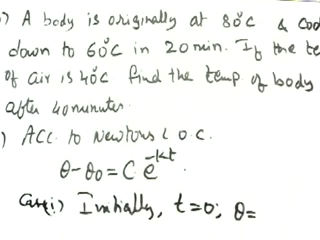 ) A body is originally at 80°C & cool
down to 60°C in 20 min. If the te
of air is 40°C find the temp of body
after 40 minutes.
) Acc. to Newtons L O C.
θ-θ₀ = C e^-kt.
Case i) Initially, t=0; θ=